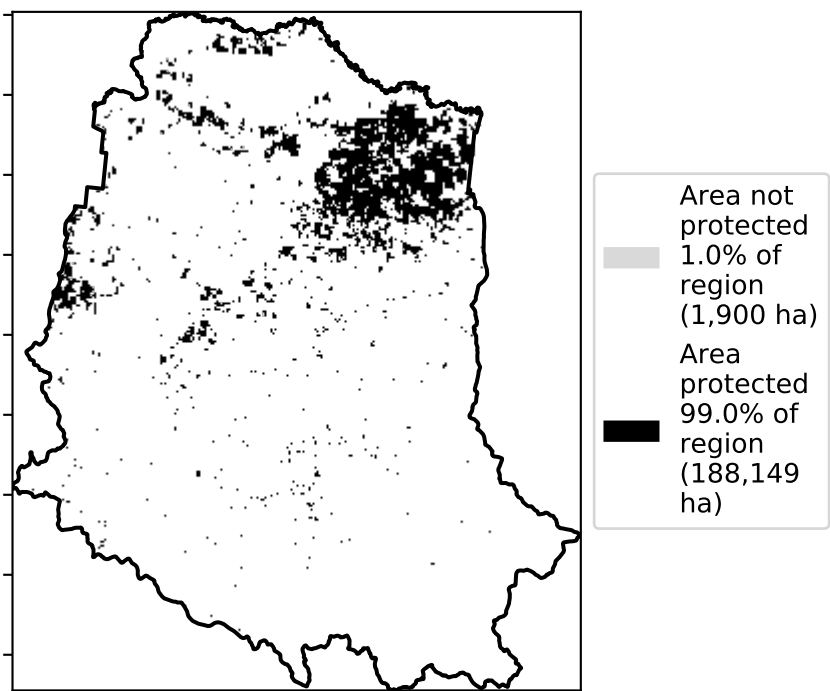 Area not
protected
1.0% of
region
(1,900 ha)
Area
protected
99.0% of
region
(188,149
ha)